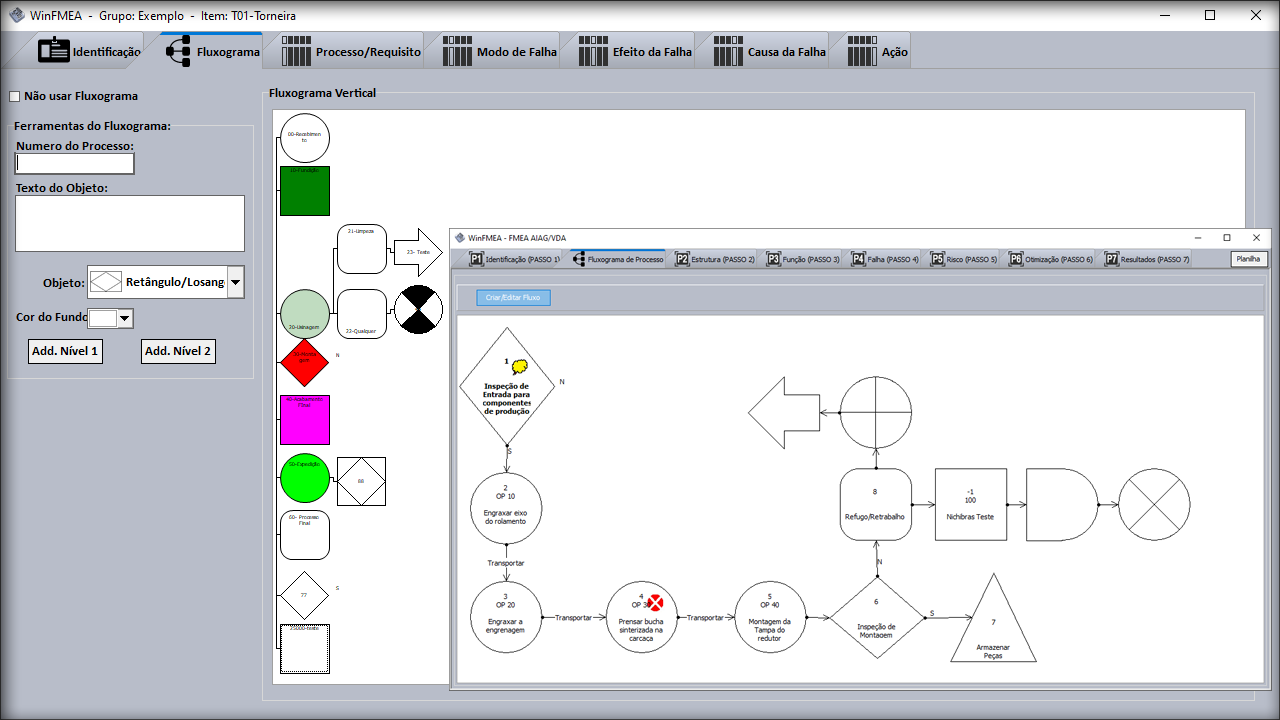 WinFMEA - Grupo: Exemplo - Item: T01-Torneira
Identificação
Fluxograma
Processo/Requisito
Modo de Falha
Efeito da Falha
Causa da Falha
Ação
Não usar Fluxograma
Ferramentas do Fluxograma:
Numero do Processo:
Texto do Objeto:
Objeto:
Retângulo/Losang
Cor do Fundo
Add. Nível 1
Add. Nível 2
Fluxograma Vertical
00-Recebimen
to
10-Fundição
21-Limpeza
23- Teste
20-Usinagem
22-Qualquer
N
40-Acabamento
Final
50-Expedição
88
60- Processo
Final
77
S
WinFMEA - FMEA AIAG/VDA
P1 Identificação (PASSO 1)
Fluxograma de Processo
P2 Estrutura (PASSO 2)
P3 Função (PASSO 3)
P4 Falha (PASSO 4)
P5 Risco (PASSO 5)
P6 Otimização (PASSO 6)
P7 Resultados (PASSO 7)
Planilha
Criar/Editar Fluxo
1
Inspeção de
Entrada para
componentes
de produção
N
S
2
OP 10
Engraxar eixo
do rolamento
Transportar
3
OP 20
Engraxar a
engrenagem
Transportar
4
OP 30
Prensar bucha
sinterizada na
carcaça
Transportar
5
OP 40
Montagem da
Tampa do
redutor
6
Inspeção de
Montagem
N
S
7
Armazenar
Peças
8
Refugo/Retrabalho
-1
100
Nichibras Teste